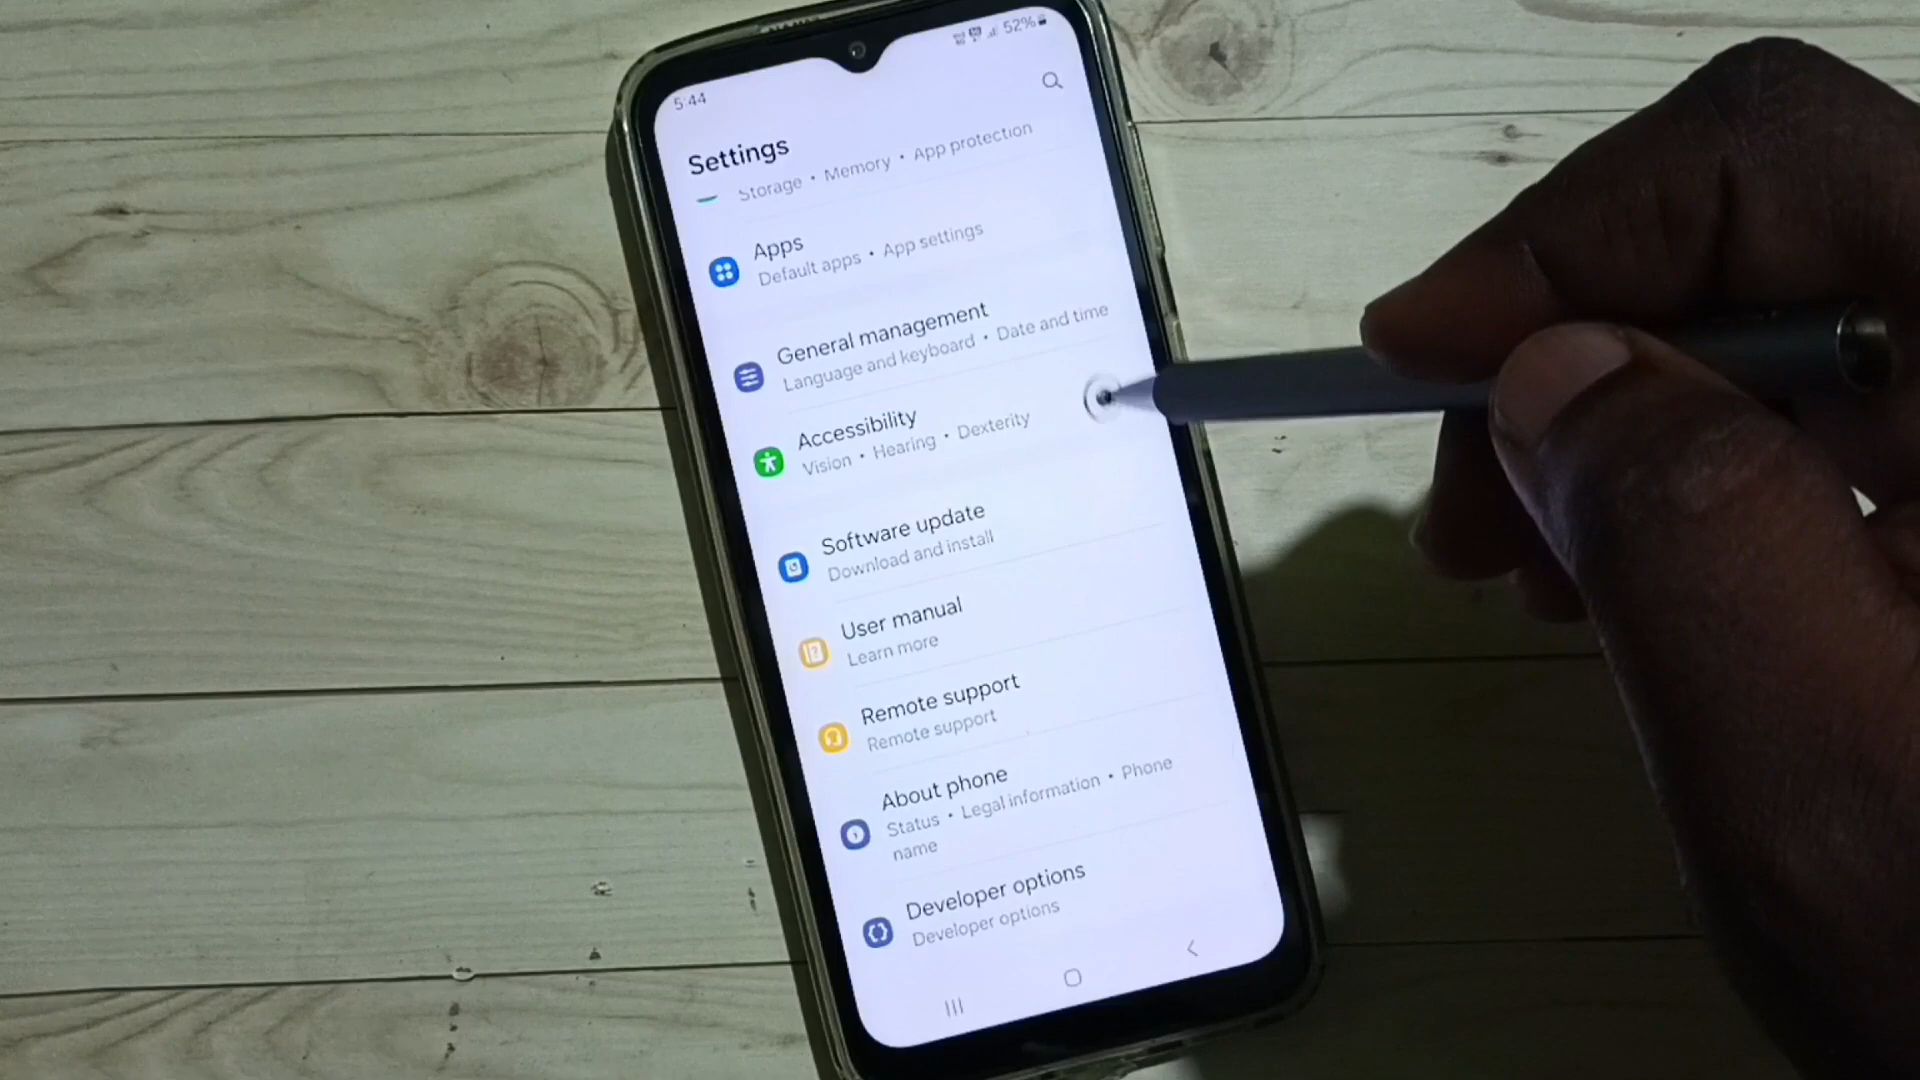 5:44
52%
Settings
Storage • Memory • App protection
Apps
Default apps • App settings
General management
Language and keyboard • Date and time
Accessibility
Vision • Hearing • Dexterity
Software update
Download and install
User manual
Learn more
Remote support
Remote support
About phone
Status • Legal information • Phone
name
Developer options
Developer options